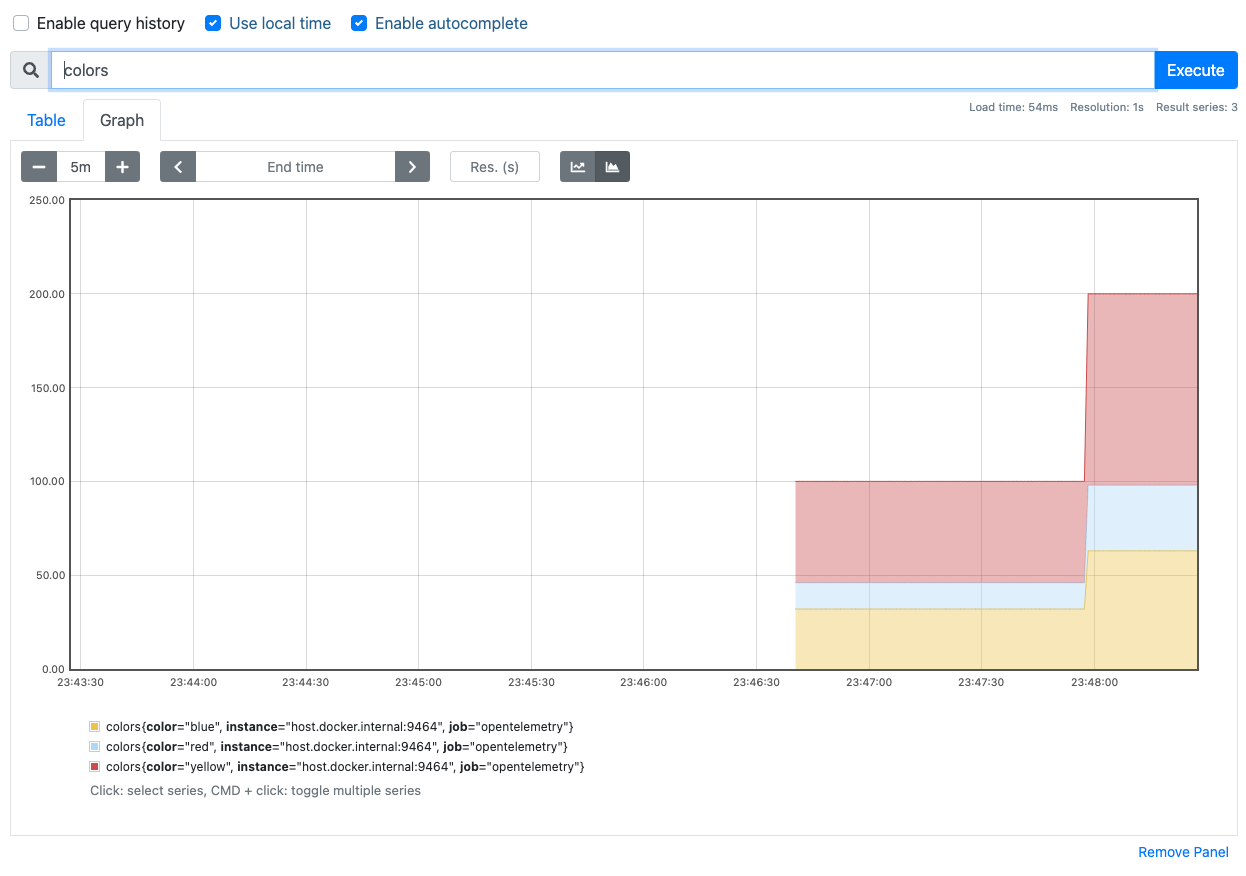 Enable query history Use local time Enable autocomplete
colors Execute
Load time: 54ms Resolution: 1s Result series: 3
Table Graph
5m End time Res. (s)
250.00
200.00
150.00
100.00
50.00
0.00
23:43:30 23:44:00 23:44:30 23:45:00 23:45:30 23:46:00 23:46:30 23:47:00 23:47:30 23:48:00
colors{color="blue", instance="host.docker.internal:9464", job="opentelemetry"}
colors{color="red", instance="host.docker.internal:9464", job="opentelemetry"}
colors{color="yellow", instance="host.docker.internal:9464", job="opentelemetry"}
Click: select series, CMD + click: toggle multiple series
Remove Panel